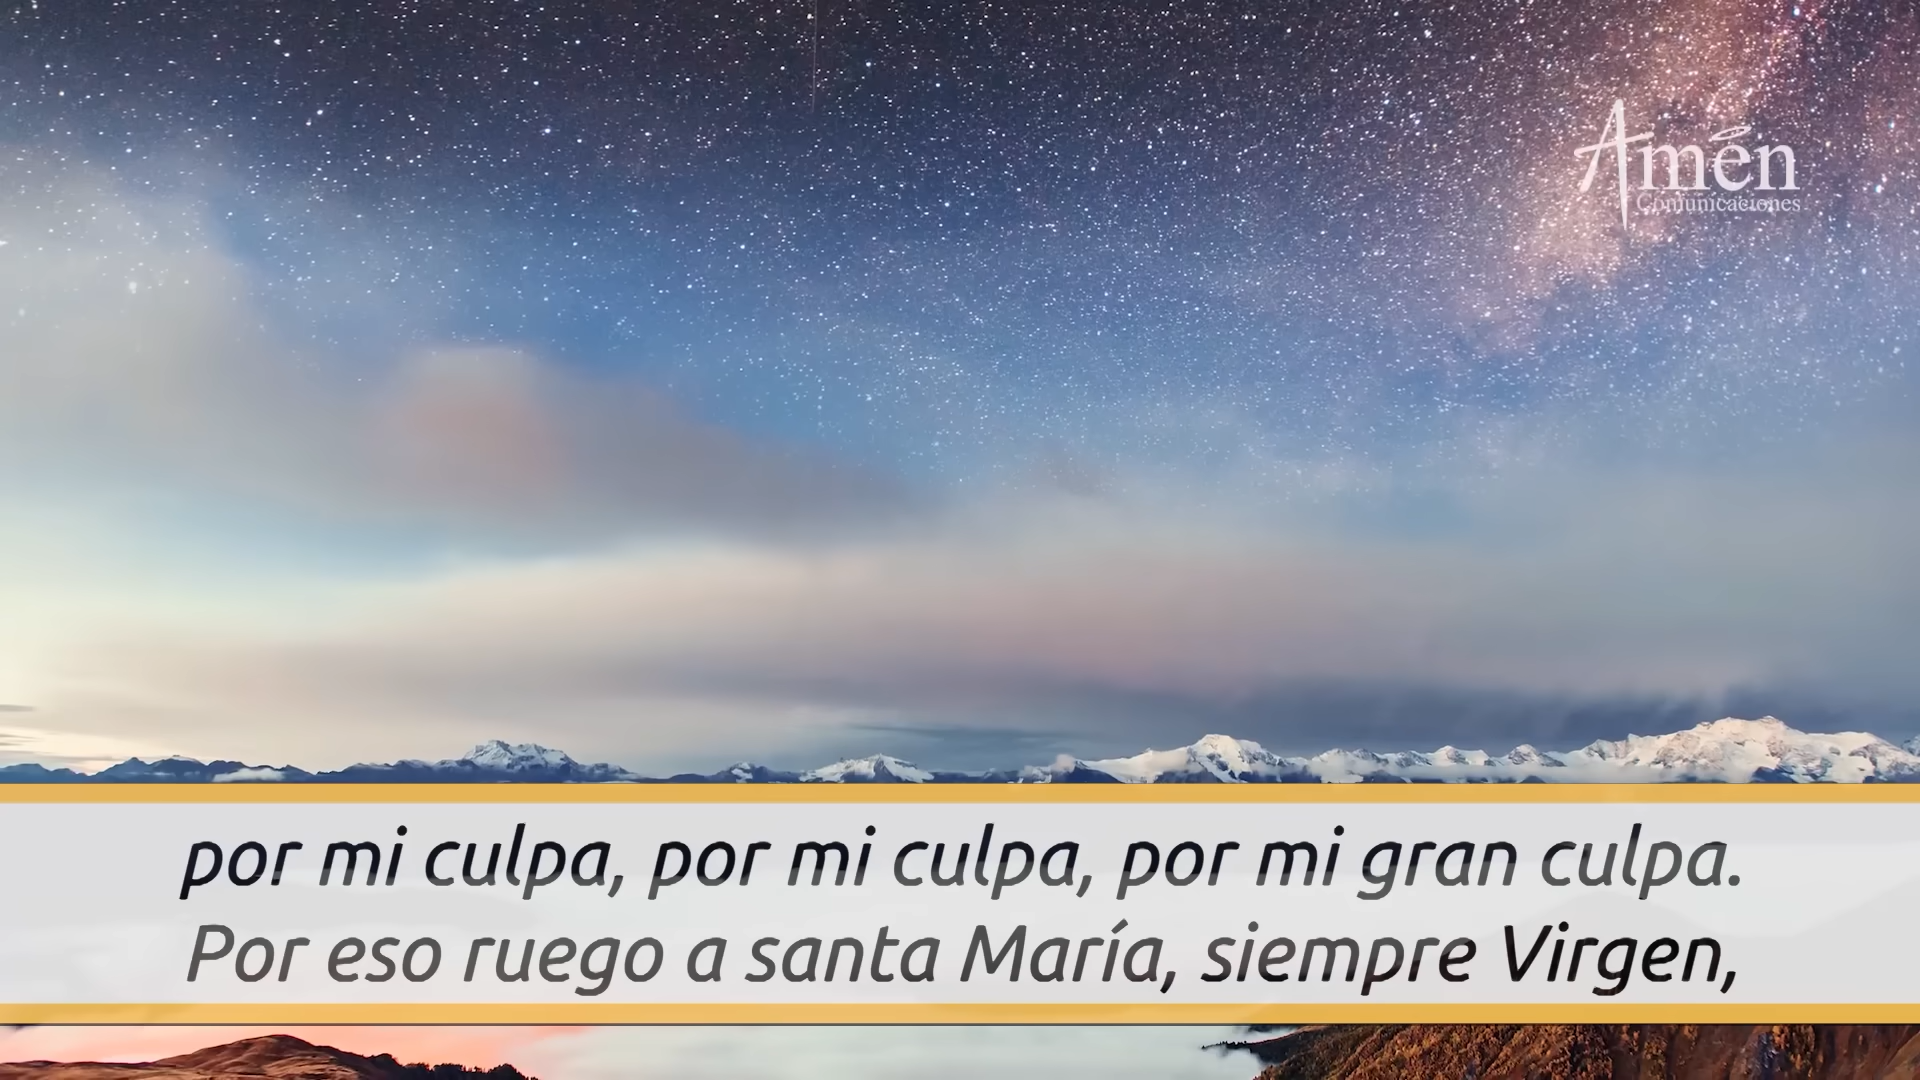 Amén
Comunicaciones
por mi culpa, por mi culpa, por mi gran culpa.
Por eso ruego a santa María, siempre Virgen,